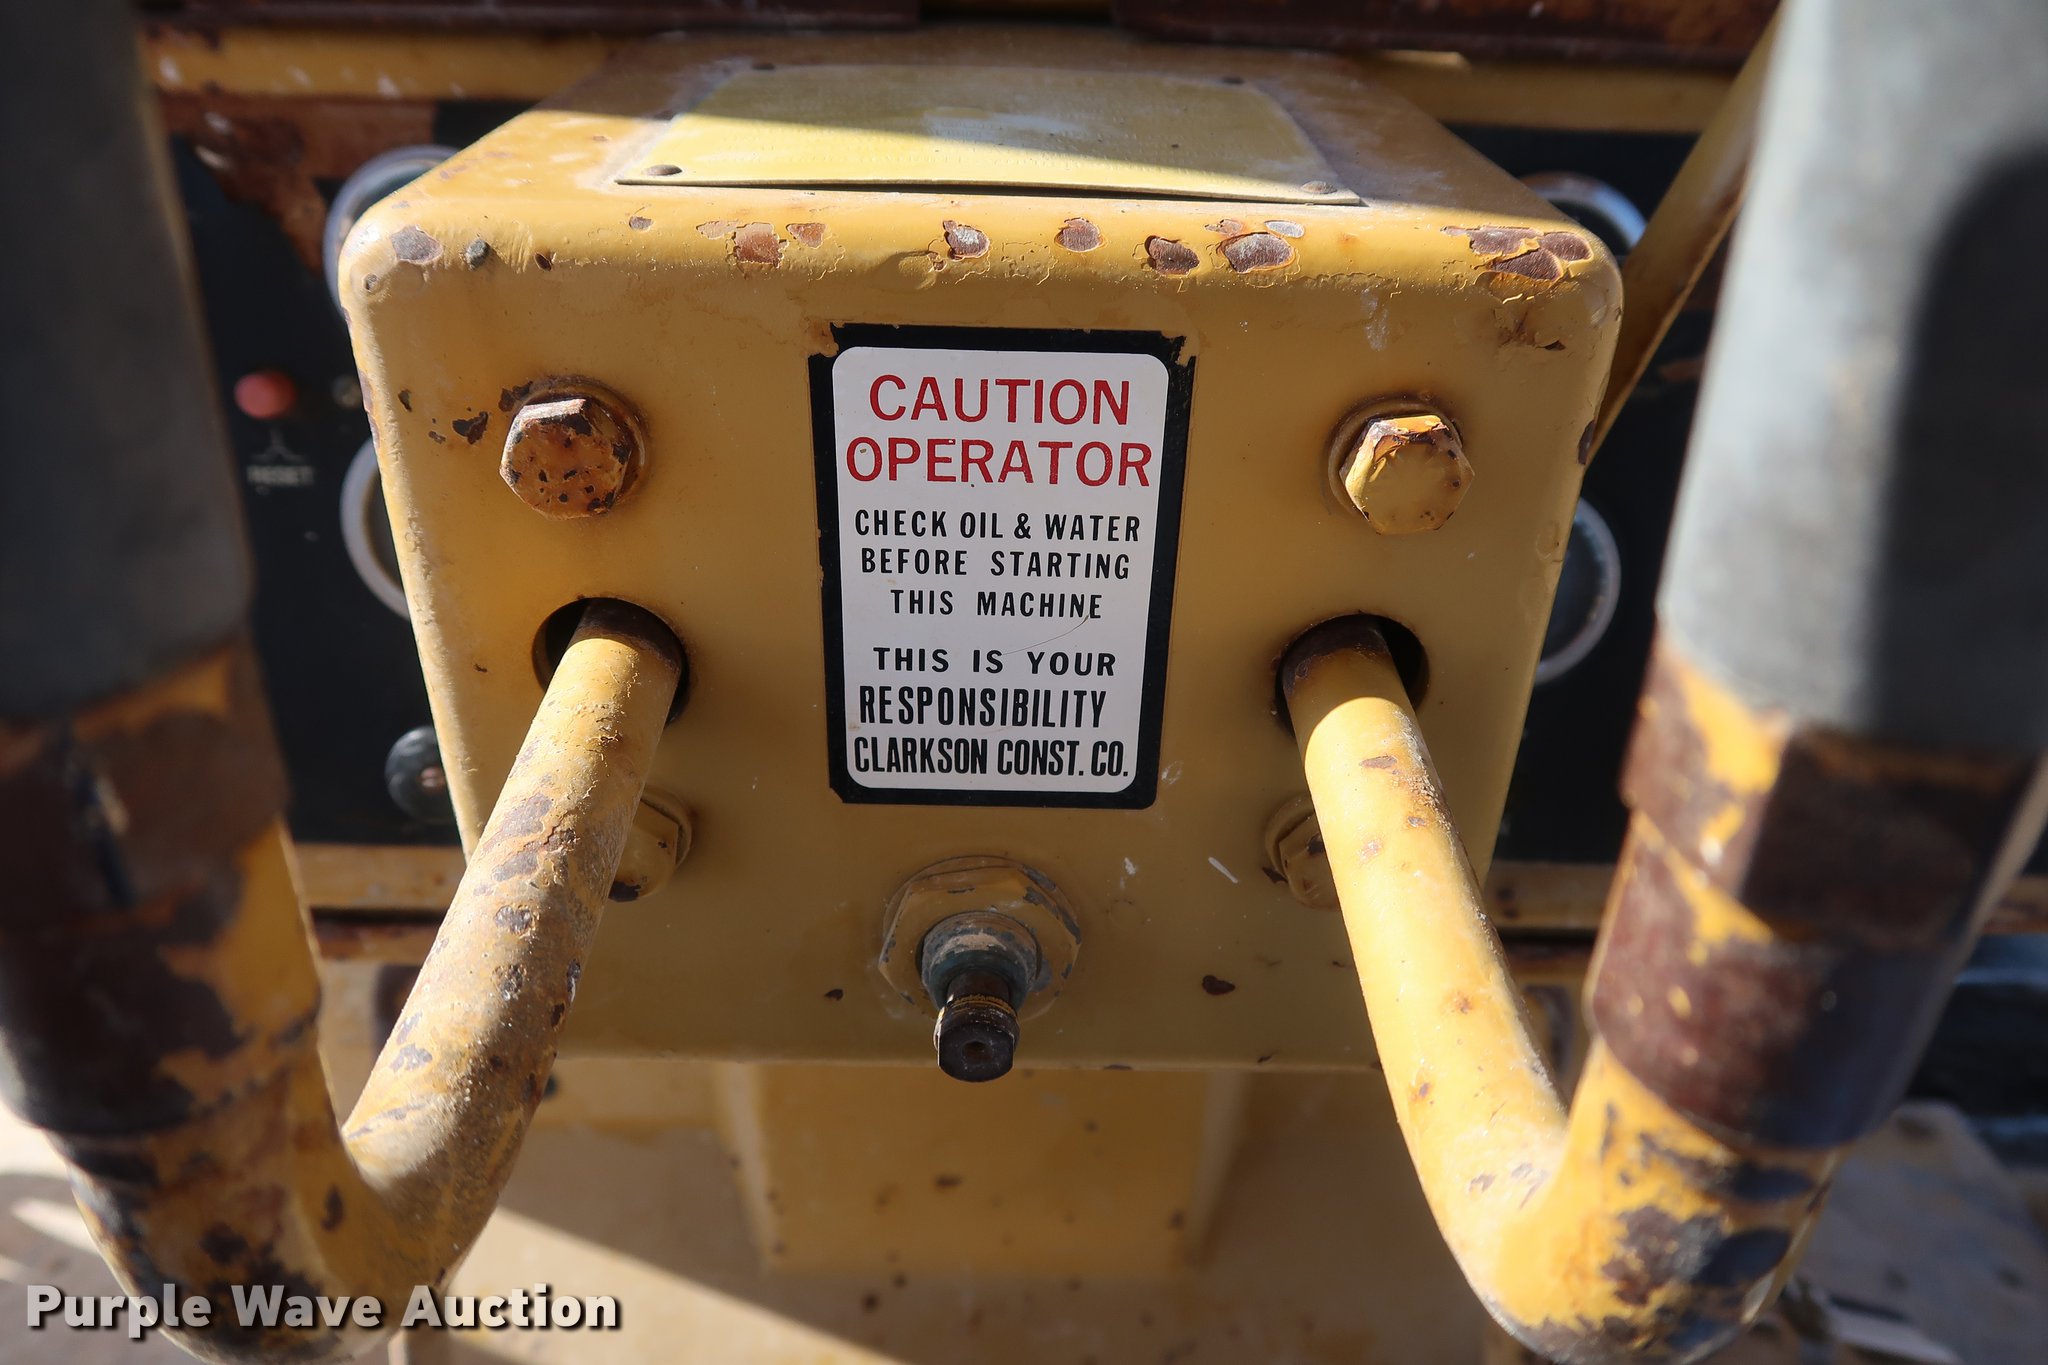 RESET
CAUTION
OPERATOR
CHECK OIL & WATER
BEFORE STARTING
THIS MACHINE
THIS IS YOUR
RESPONSIBILITY
CLARKSON CONST. CO.
Purple Wave Auction